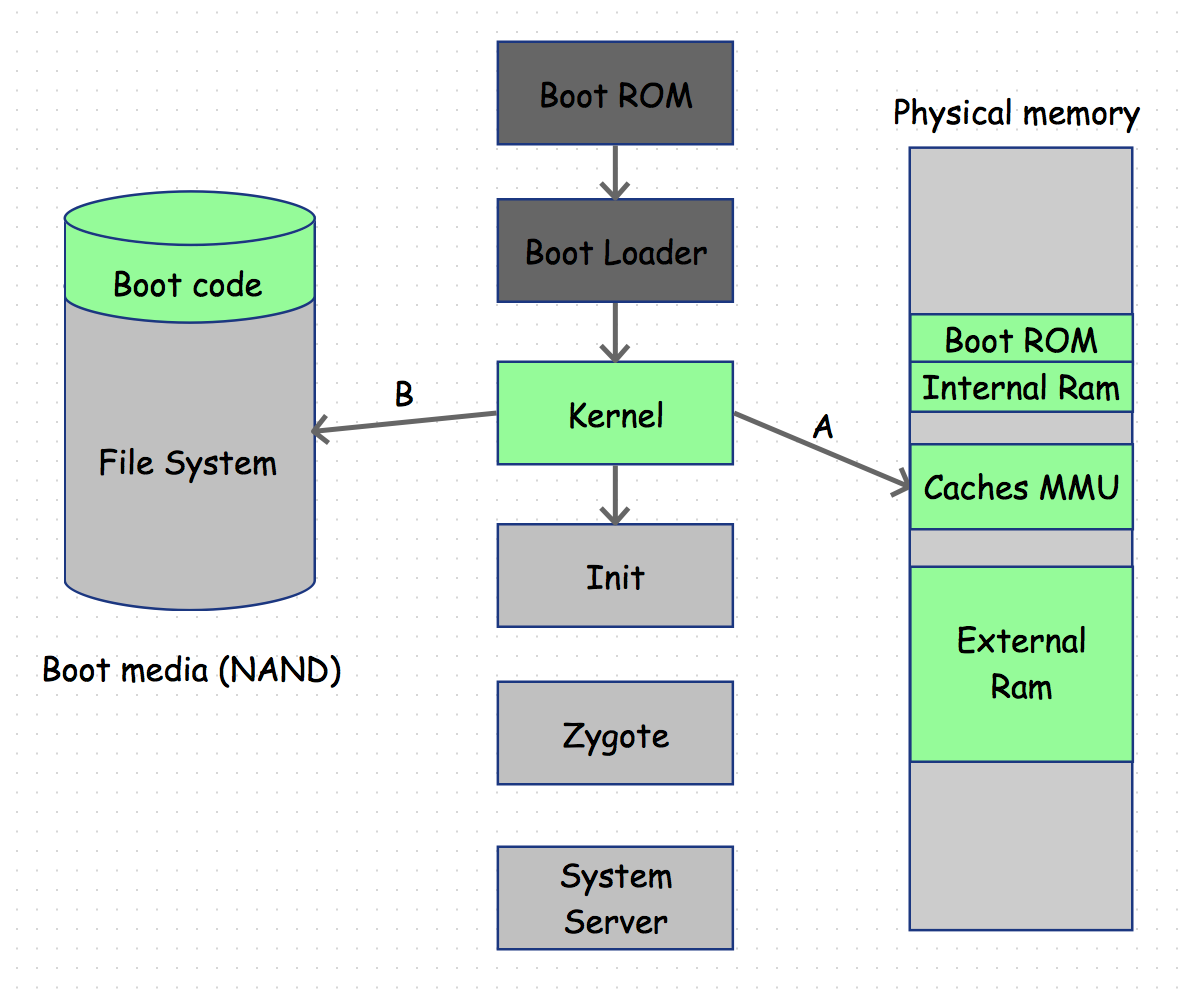 Boot ROM
Boot Loader
Kernel
Init
Zygote
System
Server
B
A
Boot code
File System
Boot media (NAND)
Physical memory
Boot ROM
Internal Ram
Caches MMU
External
Ram